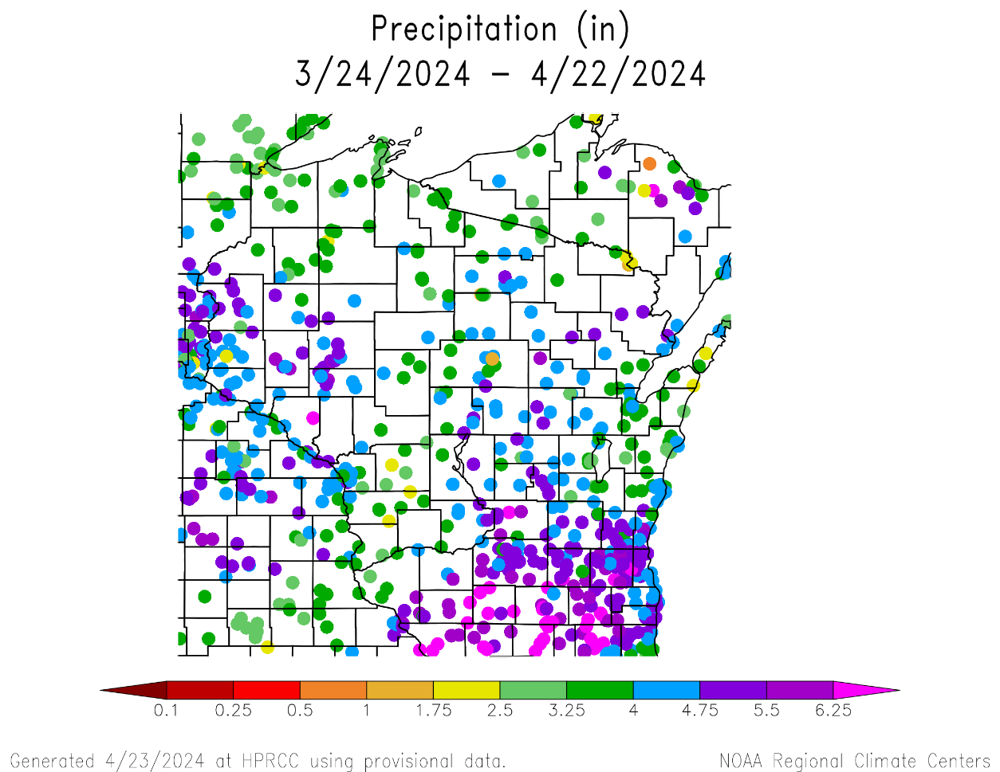 Precipitation (in)
3/24/2024 – 4/22/2024
0.1 0.25 0.5 1 1.75 2.5 3.25 4 4.75 5.5 6.25
Generated 4/23/2024 at HPRCC using provisional data.
NOAA Regional Climate Centers